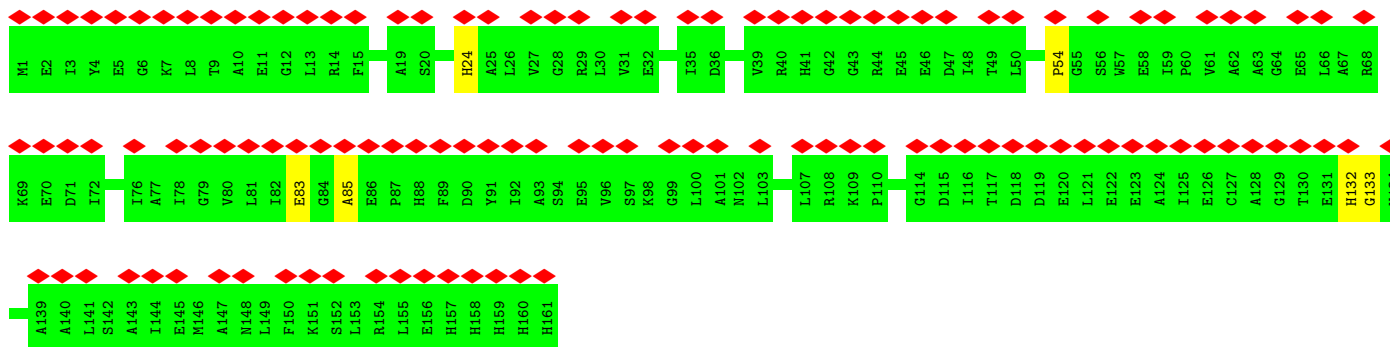 M1 E2 I3 Y4 E5 G6 K7 L8 T9 A10 E11 G12 L13 R14 F15 A19 S20 H24 A25 L26 V27 G28 R29 L30 V31 E32 I35 D36 V39 R40 H41 G42 G43 R44 E45 E46 D47 I48 T49 L50 P54 G55 S56 W57 E58 I59 P60 V61 A62 A63 G64 E65 L66 A67 R68
K69 E70 D71 I72 I76 A77 I78 G79 V80 L81 I82 E83 G84 A85 E86 P87 H88 F89 D90 Y91 I92 A93 S94 E95 V96 S97 K98 G99 L100 A101 N102 L103 L107 R108 K109 P110 G114 D115 I116 T117 D118 D119 E120 L121 E122 E123 A124 I125 E126 C127 A128 G129 T130 E131 H132 G133
A139 A140 L141 S142 A143 I144 E145 M146 A147 N148 L149 F150 K151 S152 L153 R154 L155 E156 H157 H158 H159 H160 H161